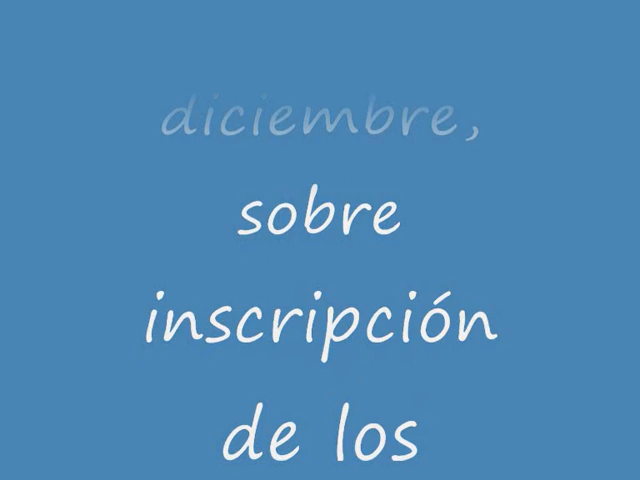 diciembre,
sobre
inscripción
de los